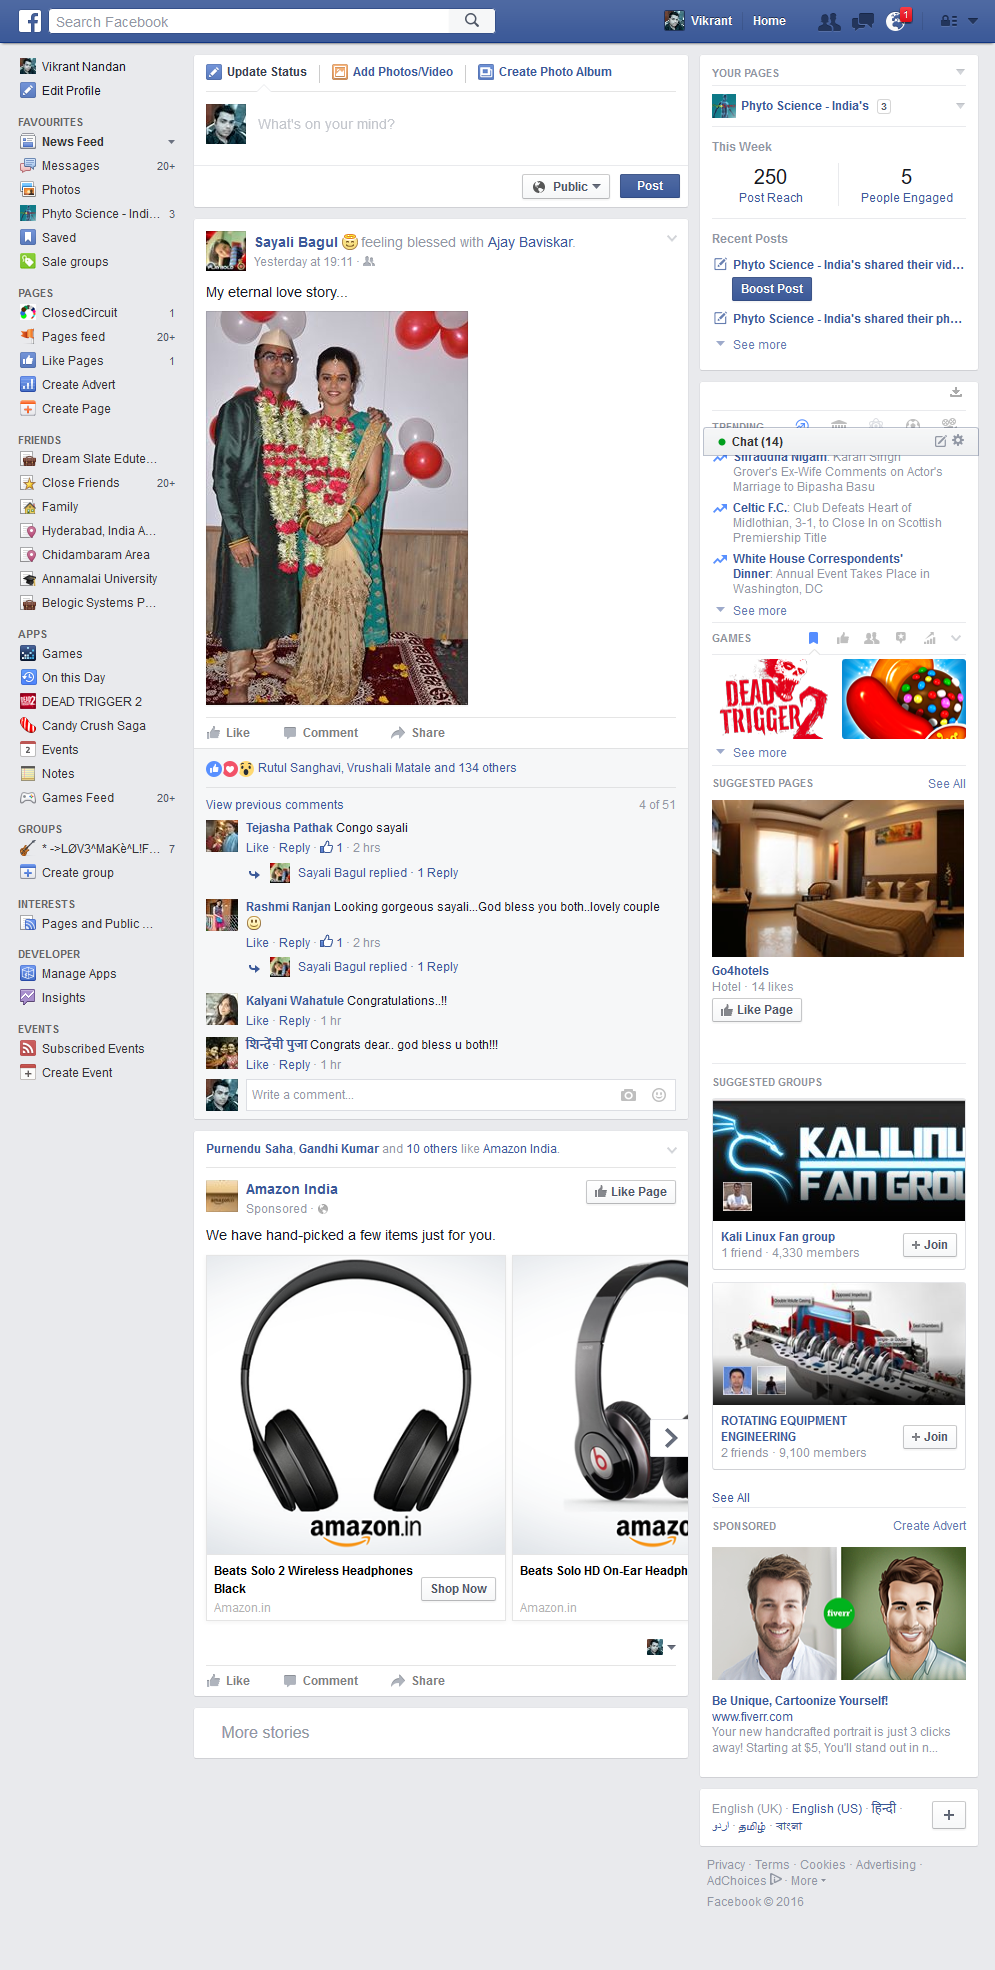 Search Facebook
Vikrant
Home
1
Vikrant Nandan
Edit Profile
FAVOURITES
News Feed
Messages 20+
Photos
Phyto Science - Indi... 3
Saved
Sale groups
PAGES
ClosedCircuit 1
Pages feed 20+
Like Pages 1
Create Advert
Create Page
FRIENDS
Dream Slate Edute...
Close Friends 20+
Family
Hyderabad, India A...
Chidambaram Area
Annamalai University
Belogic Systems P...
APPS
Games
On this Day
DEAD TRIGGER 2
Candy Crush Saga
Events
Notes
Games Feed 20+
GROUPS
* ->LØV3^MaKè^L!F... 7
Create group
INTERESTS
Pages and Public ...
DEVELOPER
Manage Apps
Insights
EVENTS
Subscribed Events
Create Event
Update Status
Add Photos/Video
Create Photo Album
What's on your mind?
Public
Post
Sayali Bagul feeling blessed with Ajay Baviskar.
Yesterday at 19:11 ·
My eternal love story...
Like Comment Share
Rutul Sanghavi, Vrushali Matale and 134 others
View previous comments 4 of 51
Tejasha Pathak Congo sayali
Like · Reply · 1 · 2 hrs
Sayali Bagul replied · 1 Reply
Rashmi Ranjan Looking gorgeous sayali...God bless you both..lovely couple
Like · Reply · 1 · 2 hrs
Sayali Bagul replied · 1 Reply
Kalyani Wahatule Congratulations..!!
Like · Reply · 1 hr
शिन्देंची पुजा Congrats dear.. god bless u both!!!
Like · Reply · 1 hr
Write a comment...
Purnendu Saha, Gandhi Kumar and 10 others like Amazon India.
Amazon India
Sponsored ·
Like Page
We have hand-picked a few items just for you.
amazon.in
amazo
Beats Solo 2 Wireless Headphones
Black
Amazon.in
Shop Now
Beats Solo HD On-Ear Headph
Amazon.in
Like Comment Share
More stories
YOUR PAGES
Phyto Science - India's 3
This Week
250
Post Reach
5
People Engaged
Recent Posts
Phyto Science - India's shared their vid...
Boost Post
Phyto Science - India's shared their ph...
See more
TRENDING
Chat (14)
Shraddha Nigam: Karan Singh
Grover's Ex-Wife Comments on Actor's
Marriage to Bipasha Basu
Celtic F.C.: Club Defeats Heart of
Midlothian, 3-1, to Close In on Scottish
Premiership Title
White House Correspondents'
Dinner: Annual Event Takes Place in
Washington, DC
See more
GAMES
DEAD
TRIGGER 2
See more
SUGGESTED PAGES See All
Go4hotels
Hotel · 14 likes
Like Page
SUGGESTED GROUPS
KALI LINU
FAN GROU
Kali Linux Fan group
1 friend · 4,330 members
+ Join
ROTATING EQUIPMENT
ENGINEERING
2 friends · 9,100 members
+ Join
See All
SPONSORED Create Advert
fiverr
Be Unique, Cartoonize Yourself!
www.fiverr.com
Your new handcrafted portrait is just 3 clicks
away! Starting at $5, You'll stand out in n...
English (UK) · English (US) · हिन्दी ·
اردو · தமிழ் · বাংলা
+
Privacy · Terms · Cookies · Advertising ·
AdChoices · More
Facebook © 2016